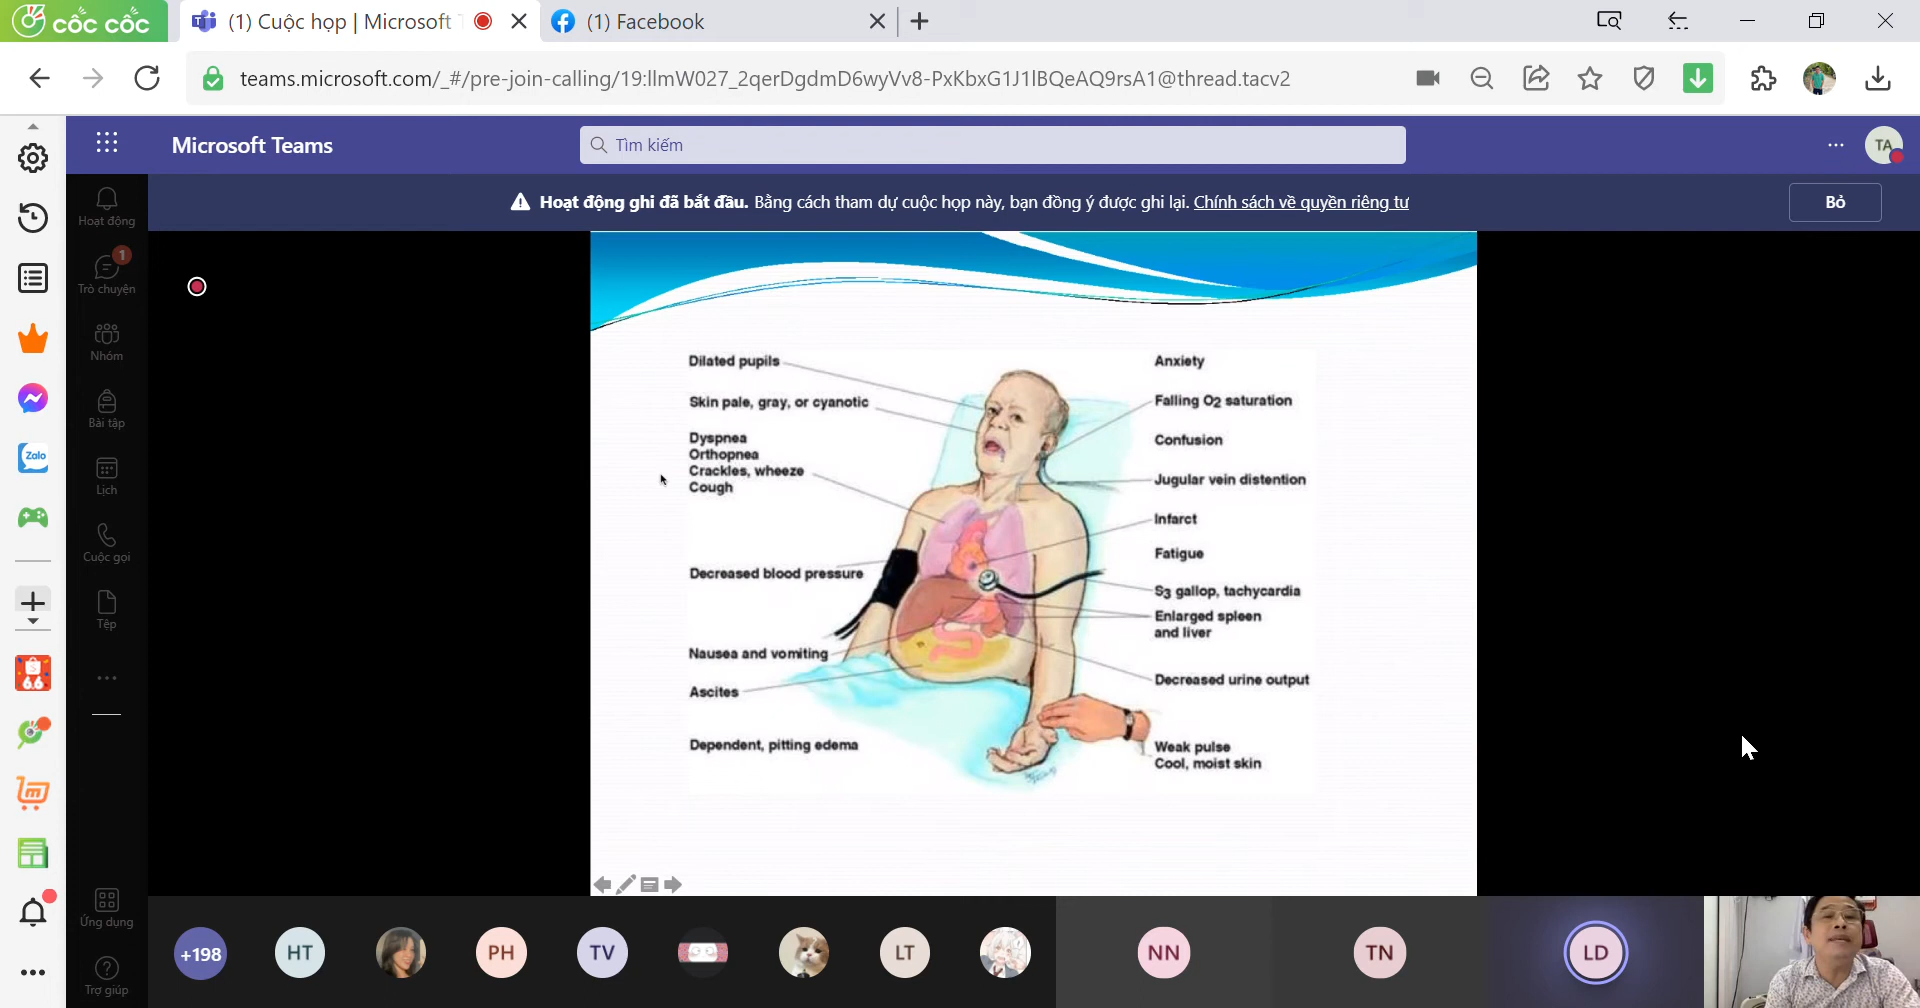 cốc cốc
(1) Cuộc họp | Microsoft T
(1) Facebook
teams.microsoft.com/_#/pre-join-calling/19:llmW027_2qerDgdmD6wyVv8-PxKbxG1J1lBQeAQ9rsA1@thread.tacv2
Microsoft Teams
Tìm kiếm
TA
Hoạt động ghi đã bắt đầu. Bằng cách tham dự cuộc họp này, bạn đồng ý được ghi lại. Chính sách về quyền riêng tư
Bỏ
Hoạt động
1
Trò chuyện
Nhóm
Bài tập
Lịch
Cuộc gọi
Tệp
Ứng dụng
Trợ giúp
Zalo
6.6
Dilated pupils
Skin pale, gray, or cyanotic
Dyspnea
Orthopnea
Crackles, wheeze
Cough
Decreased blood pressure
Nausea and vomiting
Ascites
Dependent, pitting edema
Anxiety
Falling O2 saturation
Confusion
Jugular vein distention
Infarct
Fatigue
S3 gallop, tachycardia
Enlarged spleen
and liver
Decreased urine output
Weak pulse
Cool, moist skin
+198
HT
PH
TV
LT
NN
TN
LD